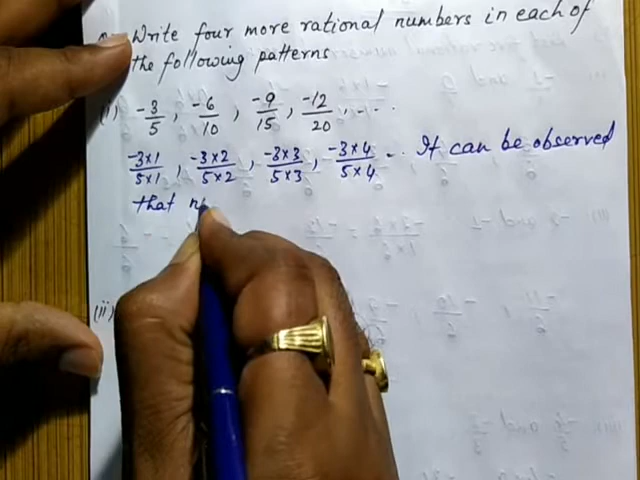 Write four more rational numbers in each of
the following patterns
(i) -3/5, -6/10, -9/15, -12/20, ...
-3×1/5×1, -3×2/5×2, -3×3/5×3, -3×4/5×4 ... It can be observed
that
(ii)